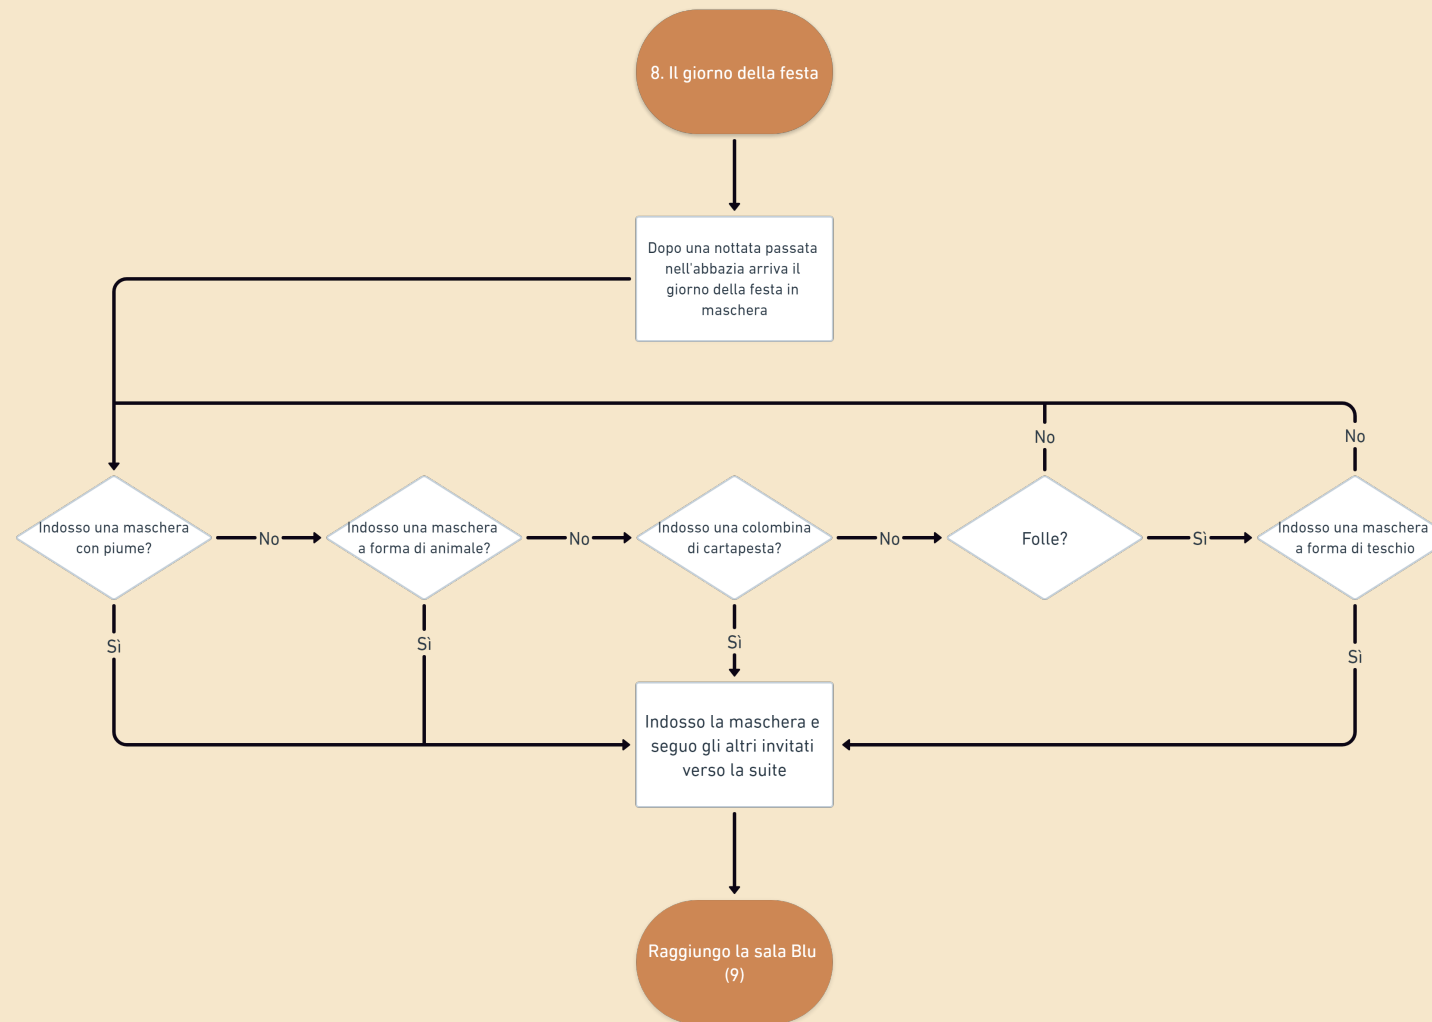 8. Il giorno della festa
Dopo una nottata passata
nell'abbazia arriva il
giorno della festa in
maschera
No
No
Indosso una maschera
con piume?
No
Indosso una maschera
a forma di animale?
No
Indosso una colombina
di cartapesta?
No
Folle?
Sì
Indosso una maschera
a forma di teschio
Sì
Sì
Sì
Sì
Indosso la maschera e
seguo gli altri invitati
verso la suite
Raggiungo la sala Blu
(9)